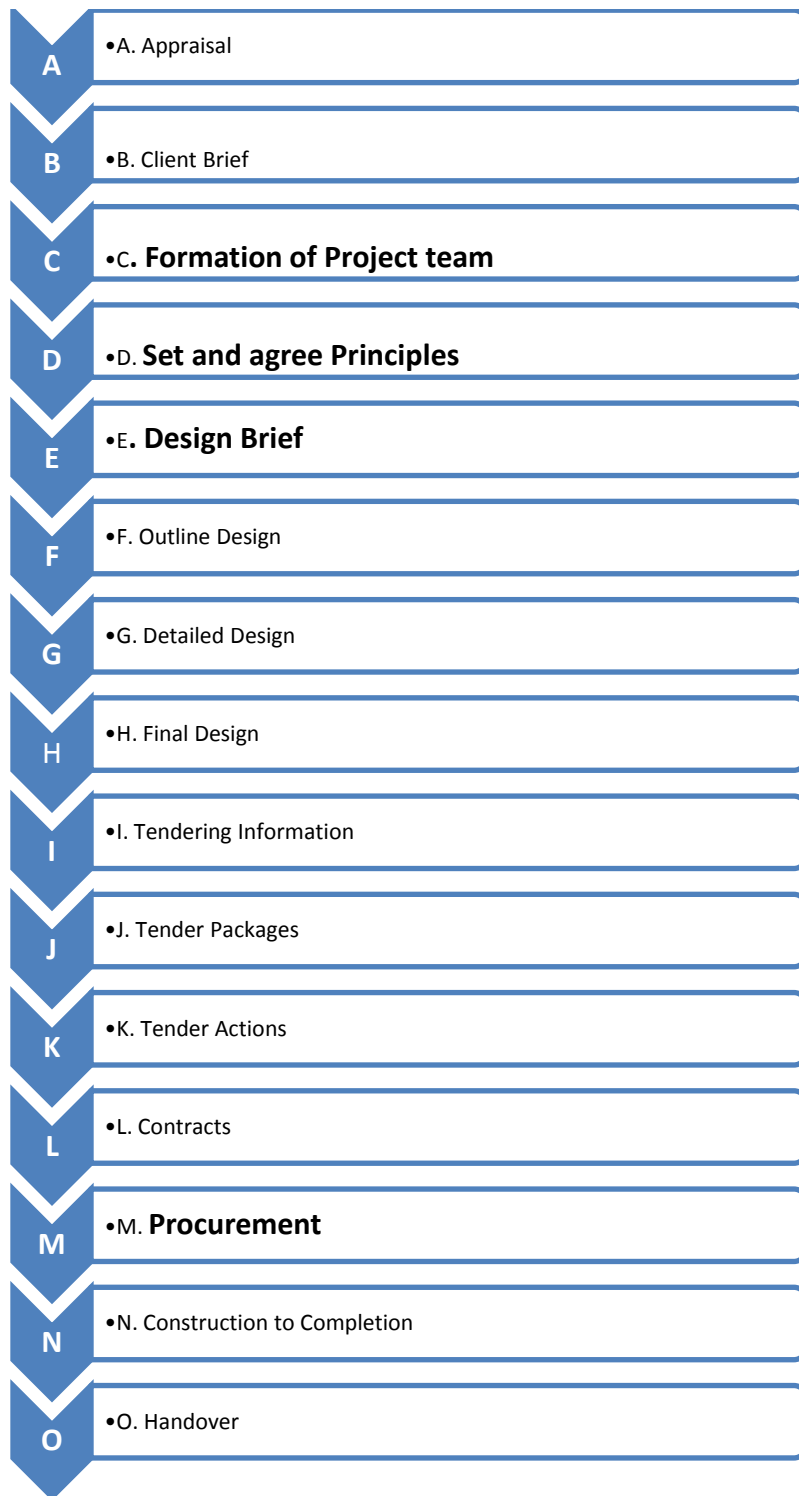 A
•A. Appraisal
B
•B. Client Brief
C
•C. Formation of Project team
D
•D. Set and agree Principles
E
•E. Design Brief
F
•F. Outline Design
G
•G. Detailed Design
H
•H. Final Design
I
•I. Tendering Information
J
•J. Tender Packages
K
•K. Tender Actions
L
•L. Contracts
M
•M. Procurement
N
•N. Construction to Completion
O
•O. Handover